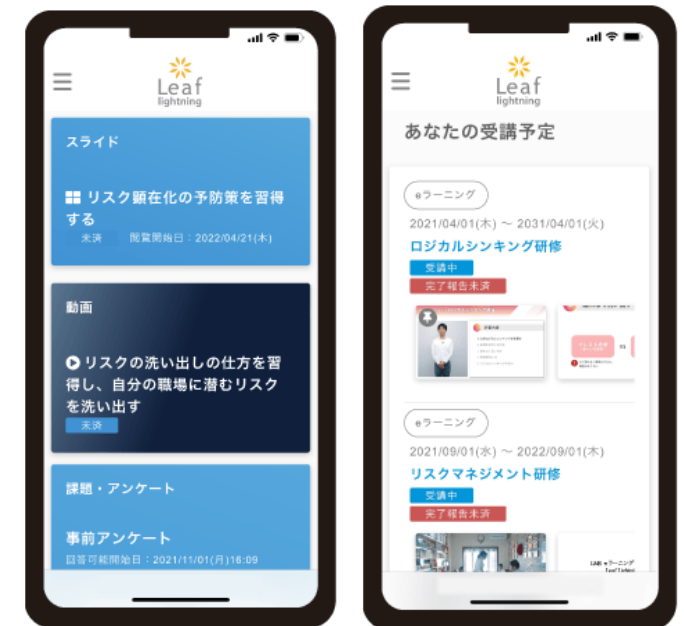 Leaf
lightning
スライド
リスク顕在化の予防策を習得
する
未済 閲覧開始日：2022/04/21(木)
動画
リスクの洗い出しの仕方を習
得し、自分の職場に潜むリスク
を洗い出す
未済
課題・アンケート
事前アンケート
回答可能開始日：2021/11/01(月)16:09
Leaf
lightning
あなたの受講予定
eラーニング
2021/04/01(木) ～ 2031/04/01(火)
ロジカルシンキング研修
受講中
完了報告未済
VS
eラーニング
2021/09/01(水) ～ 2022/09/01(木)
リスクマネジメント研修
受講中
完了報告未済